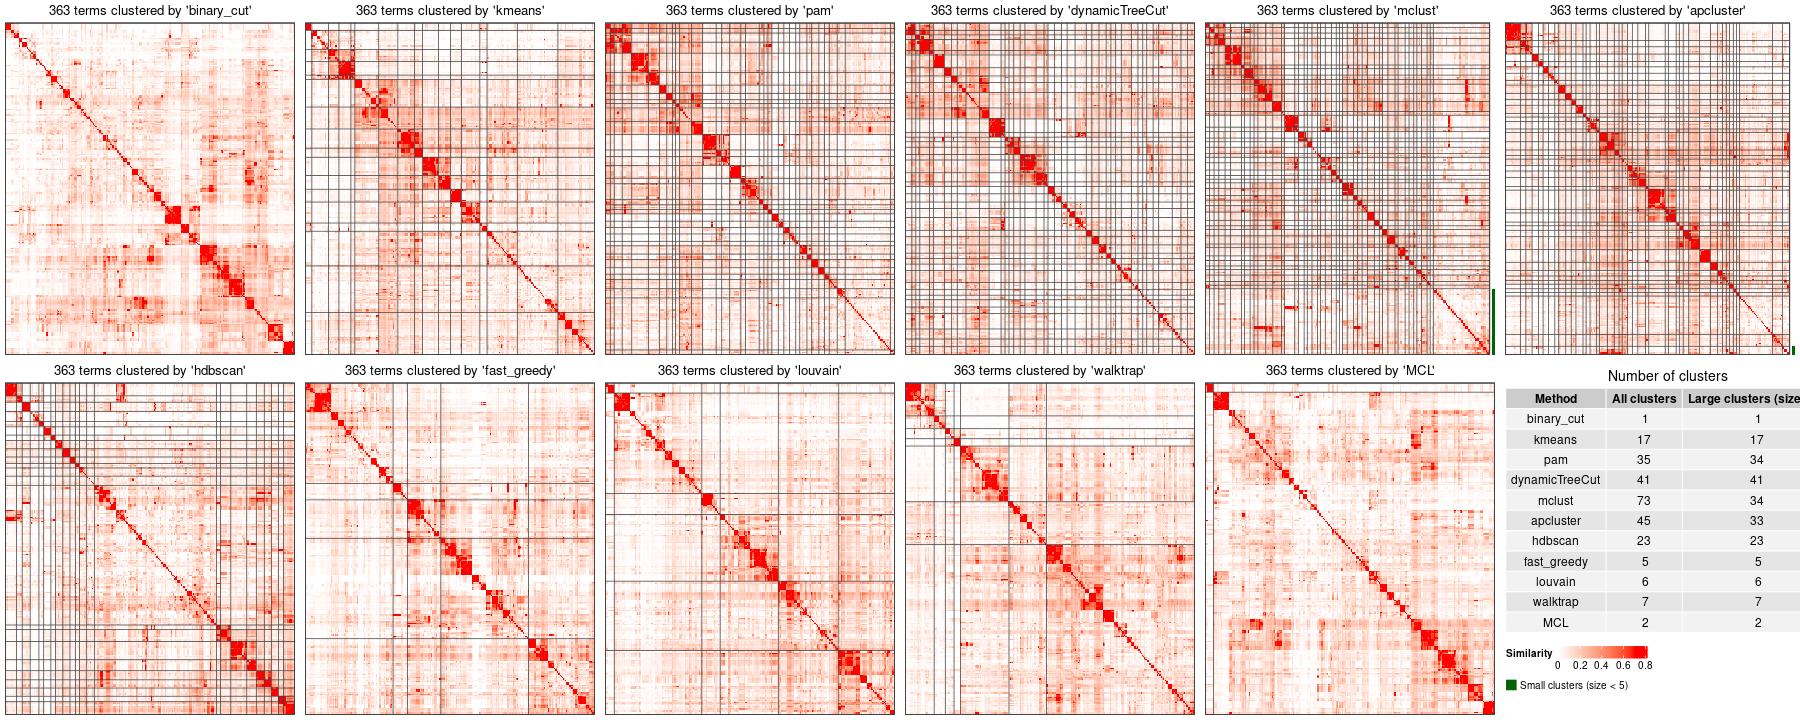 363 terms clustered by 'binary_cut'
363 terms clustered by 'kmeans'
363 terms clustered by 'pam'
363 terms clustered by 'dynamicTreeCut'
363 terms clustered by 'mclust'
363 terms clustered by 'apcluster'
363 terms clustered by 'hdbscan'
363 terms clustered by 'fast_greedy'
363 terms clustered by 'louvain'
363 terms clustered by 'walktrap'
363 terms clustered by 'MCL'
Number of clusters
Method All clusters Large clusters (size
binary_cut 1 1
kmeans 17 17
pam 35 34
dynamicTreeCut 41 41
mclust 73 34
apcluster 45 33
hdbscan 23 23
fast_greedy 5 5
louvain 6 6
walktrap 7 7
MCL 2 2
Similarity
0 0.2 0.4 0.6 0.8
Small clusters (size < 5)